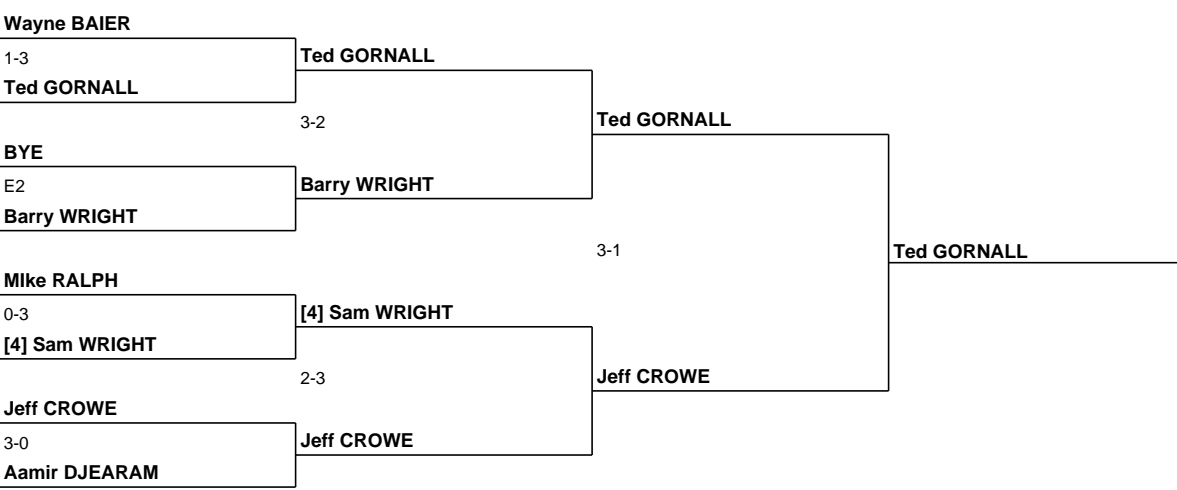 Wayne BAIER
1-3
Ted GORNALL
Ted GORNALL
3-2
BYE
E2
Barry WRIGHT
Barry WRIGHT
Ted GORNALL
3-1
MIke RALPH
0-3
[4] Sam WRIGHT
[4] Sam WRIGHT
2-3
Jeff CROWE
3-0
Aamir DJEARAM
Jeff CROWE
Jeff CROWE
Ted GORNALL